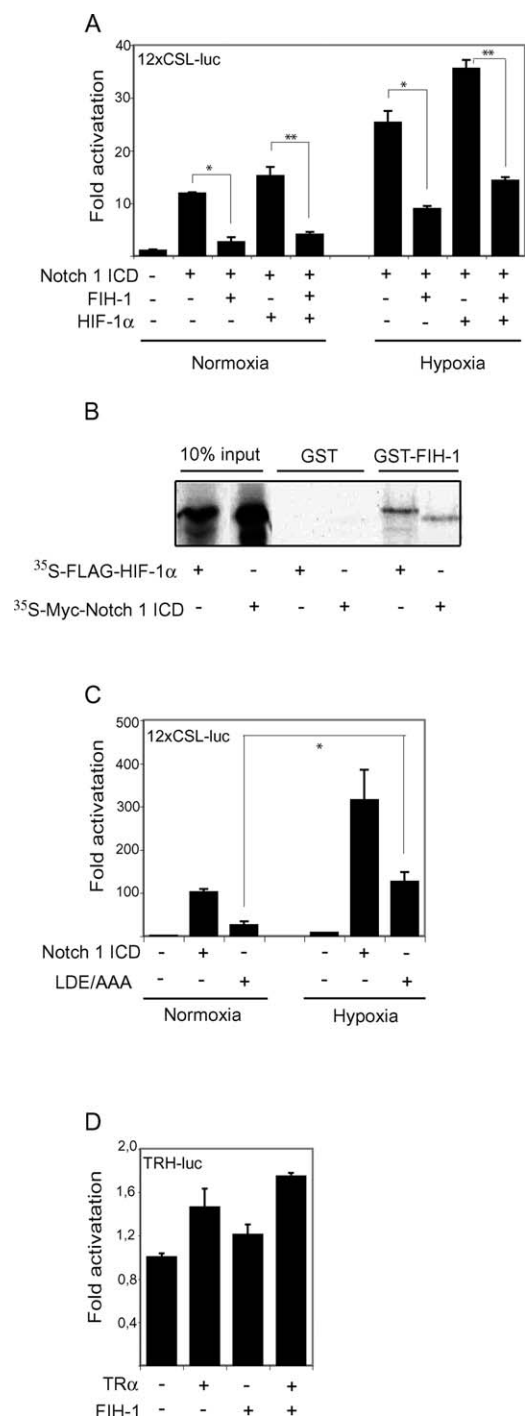 A
12xCSL-luc
Fold activatation
40
30
20
10
* ** * **
Notch 1 ICD - + + + + + + + +
FIH-1 - - + - + - + - +
HIF-1α - - - + + - - + +
Normoxia Hypoxia
B
10% input GST GST-FIH-1
35S-FLAG-HIF-1α + - + - + -
35S-Myc-Notch 1 ICD - + - + - +
C
12xCSL-luc
Fold activatation
500
400
300
200
100
*
Notch 1 ICD - + - - + -
LDE/AAA - - + - - +
Normoxia Hypoxia
D
TRH-luc
Fold activatation
2,0
1,6
1,2
0,8
0,4
TRα - + - +
FIH-1 - - + +